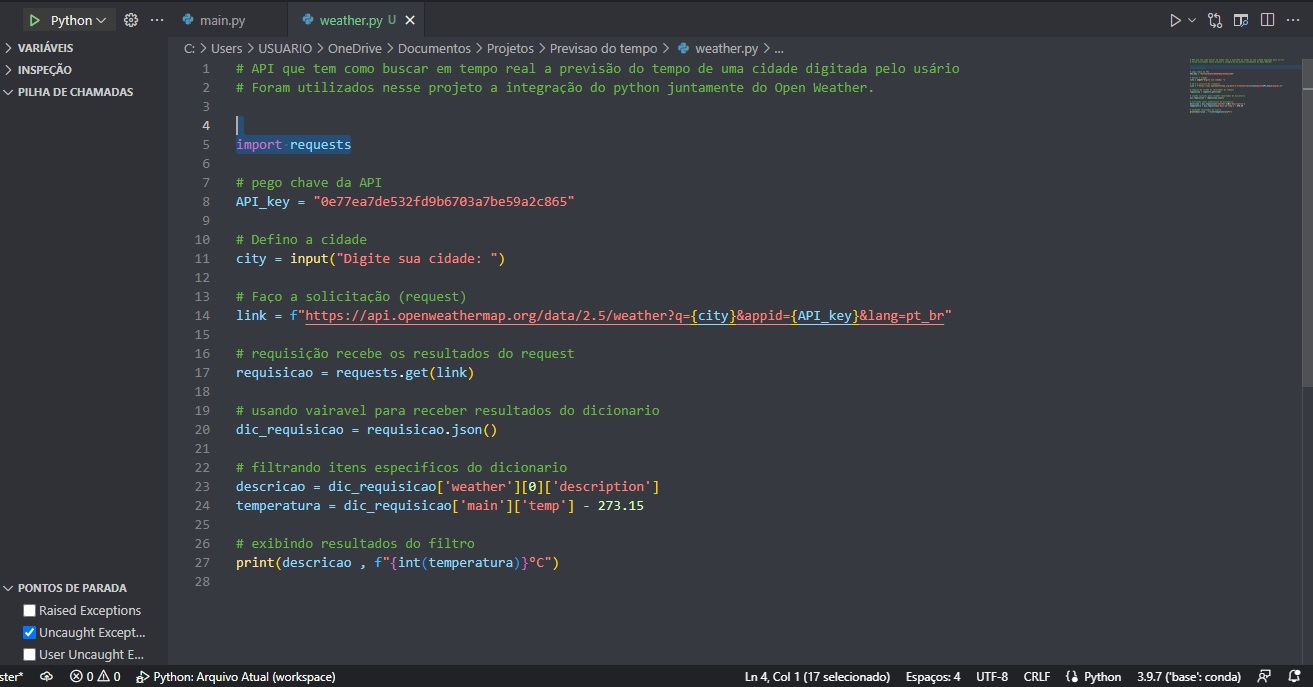 Python
main.py
weather.py U
VARIÁVEIS
INSPEÇÃO
PILHA DE CHAMADAS
C: > Users > USUARIO > OneDrive > Documentos > Projetos > Previsao do tempo > weather.py > ...
1 # API que tem como buscar em tempo real a previsão do tempo de uma cidade digitada pelo usário
2 # Foram utilizados nesse projeto a integração do python juntamente do Open Weather.
3
4
5 import requests
6
7 # pego chave da API
8 API_key = "0e77ea7de532fd9b6703a7be59a2c865"
9
10 # Defino a cidade
11 city = input("Digite sua cidade: ")
12
13 # Faço a solicitação (request)
14 link = f"https://api.openweathermap.org/data/2.5/weather?q={city}&appid={API_key}&lang=pt_br"
15
16 # requisição recebe os resultados do request
17 requisicao = requests.get(link)
18
19 # usando vairavel para receber resultados do dicionario
20 dic_requisicao = requisicao.json()
21
22 # filtrando itens especificos do dicionario
23 descricao = dic_requisicao['weather'][0]['description']
24 temperatura = dic_requisicao['main']['temp'] - 273.15
25
26 # exibindo resultados do filtro
27 print(descricao , f"{int(temperatura)}ºC")
28
PONTOS DE PARADA
Raised Exceptions
Uncaught Except...
User Uncaught E...
ster* 0 0 Python: Arquivo Atual (workspace) Ln 4, Col 1 (17 selecionado) Espaços: 4 UTF-8 CRLF Python 3.9.7 ('base': conda)